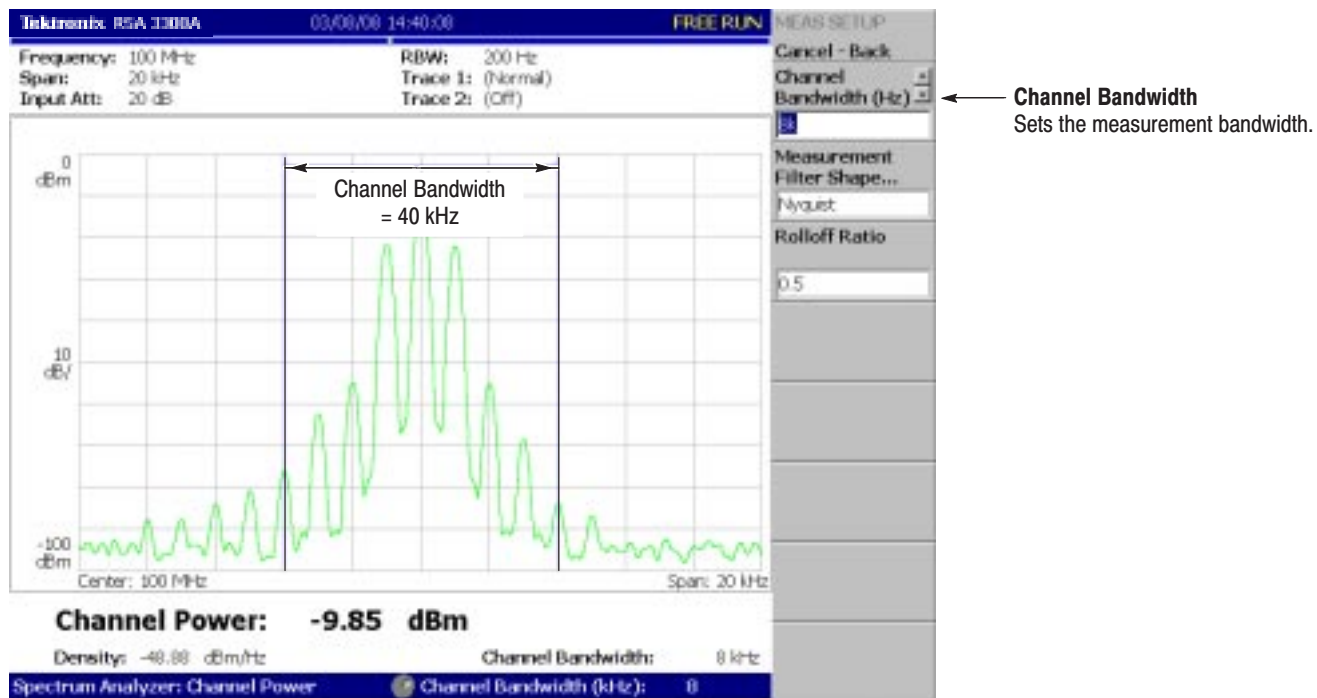 Tektronix RSA 3308A 03/08/08 14:40:08 FREE RUN
Frequency: 100 MHz
Span: 20 kHz
Input Att: 20 dB
RBW: 200 Hz
Trace 1: (Normal)
Trace 2: (Off)
MEAS SETUP
Cancel - Back
Channel
Bandwidth (Hz)
8k
Measurement
Filter Shape...
Nyquist
Rolloff Ratio
0.5
Channel Bandwidth
Sets the measurement bandwidth.
0
dBm
Channel Bandwidth
= 40 kHz
10
dB/
-100
dBm
Center: 100 MHz Span: 20 kHz
Channel Power: -9.85 dBm
Density: -48.88 dBm/Hz Channel Bandwidth: 8 kHz
Spectrum Analyzer: Channel Power Channel Bandwidth (kHz): 8